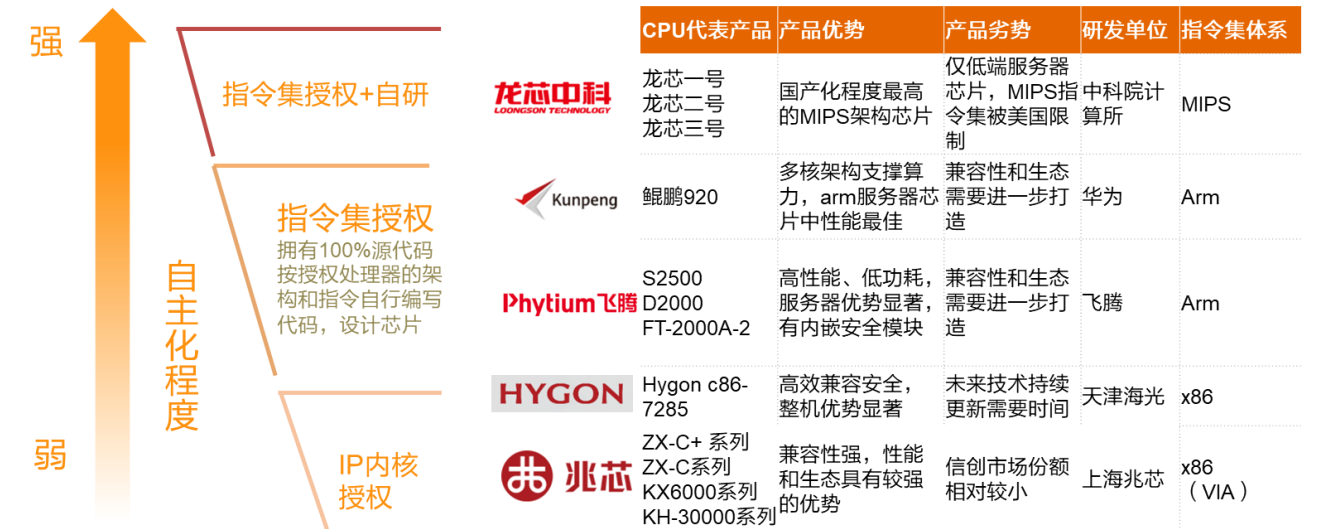 强
弱
自主化程度
指令集授权+自研
指令集授权
拥有100%源代码
按授权处理器的架
构和指令自行编写
代码，设计芯片
IP内核
授权
CPU代表产品 产品优势 产品劣势 研发单位 指令集体系
龙芯中科
LOONGSON TECHNOLOGY
龙芯一号
龙芯二号
龙芯三号
国产化程度最高
的MIPS架构芯片
仅低端服务器
芯片，MIPS指
令集被美国限
制
中科院计
算所
MIPS
Kunpeng
鲲鹏920
多核架构支撑算
力，arm服务器芯
片中性能最佳
兼容性和生态
需要进一步打
造
华为
Arm
Phytium飞腾
S2500
D2000
FT-2000A-2
高性能、低功耗，
服务器优势显著，
有内嵌安全模块
兼容性和生态
需要进一步打
造
飞腾
Arm
HYGON
Hygon c86-
7285
高效兼容安全，
整机优势显著
未来技术持续
更新需要时间
天津海光
x86
兆芯
ZX-C+ 系列
ZX-C系列
KX6000系列
KH-30000系列
兼容性强，性能
和生态具有较强
的优势
信创市场份额
相对较小
上海兆芯
x86
（VIA）